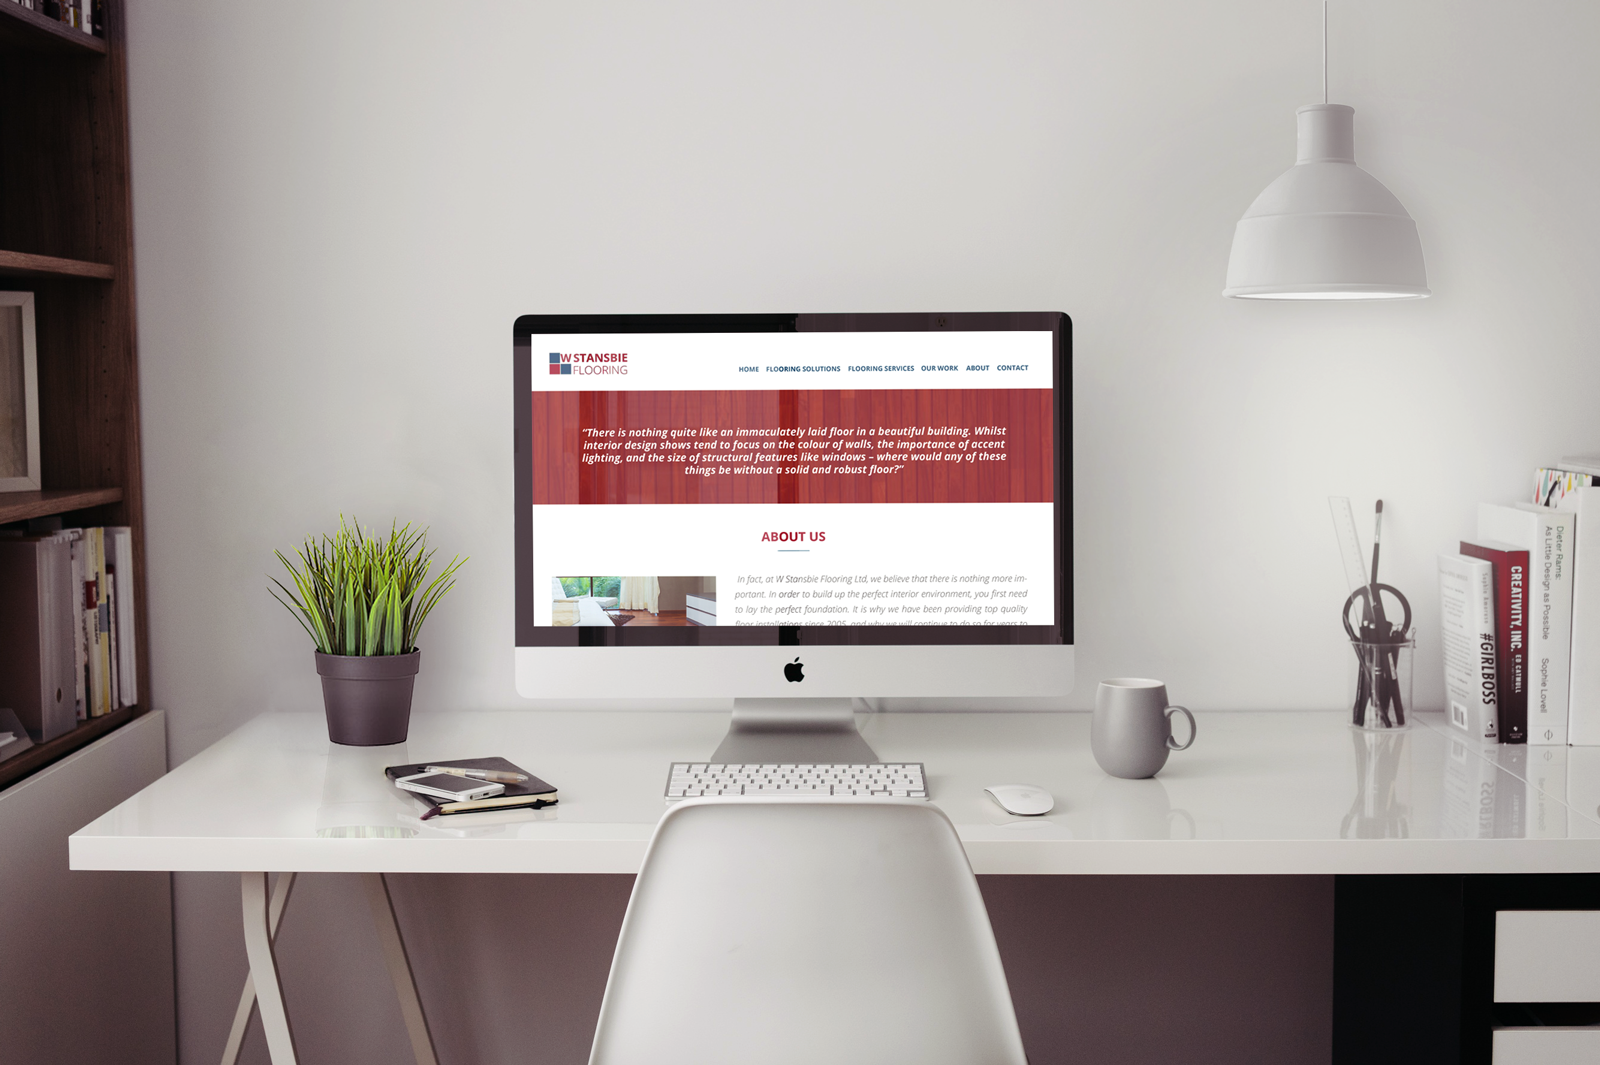 W STANSBIE
FLOORING
HOME FLOORING SOLUTIONS FLOORING SERVICES OUR WORK ABOUT CONTACT
“There is nothing quite like an immaculately laid floor in a beautiful building. Whilst
interior design shows tend to focus on the colour of walls, the importance of accent
lighting, and the size of structural features like windows – where would any of these
things be without a solid and robust floor?”
ABOUT US
In fact, at W Stansbie Flooring Ltd, we believe that there is nothing more im-
portant. In order to build up the perfect interior environment, you first need
to lay the perfect foundation. It is why we have been providing top quality
floor installations since 2005, and why we will continue to do so for years to
#GIRLBOSS
Sophia Amoruso
CREATIVITY, INC. ED CATMULL
Dieter Rams:
As Little Design as Possible Sophie Lovell